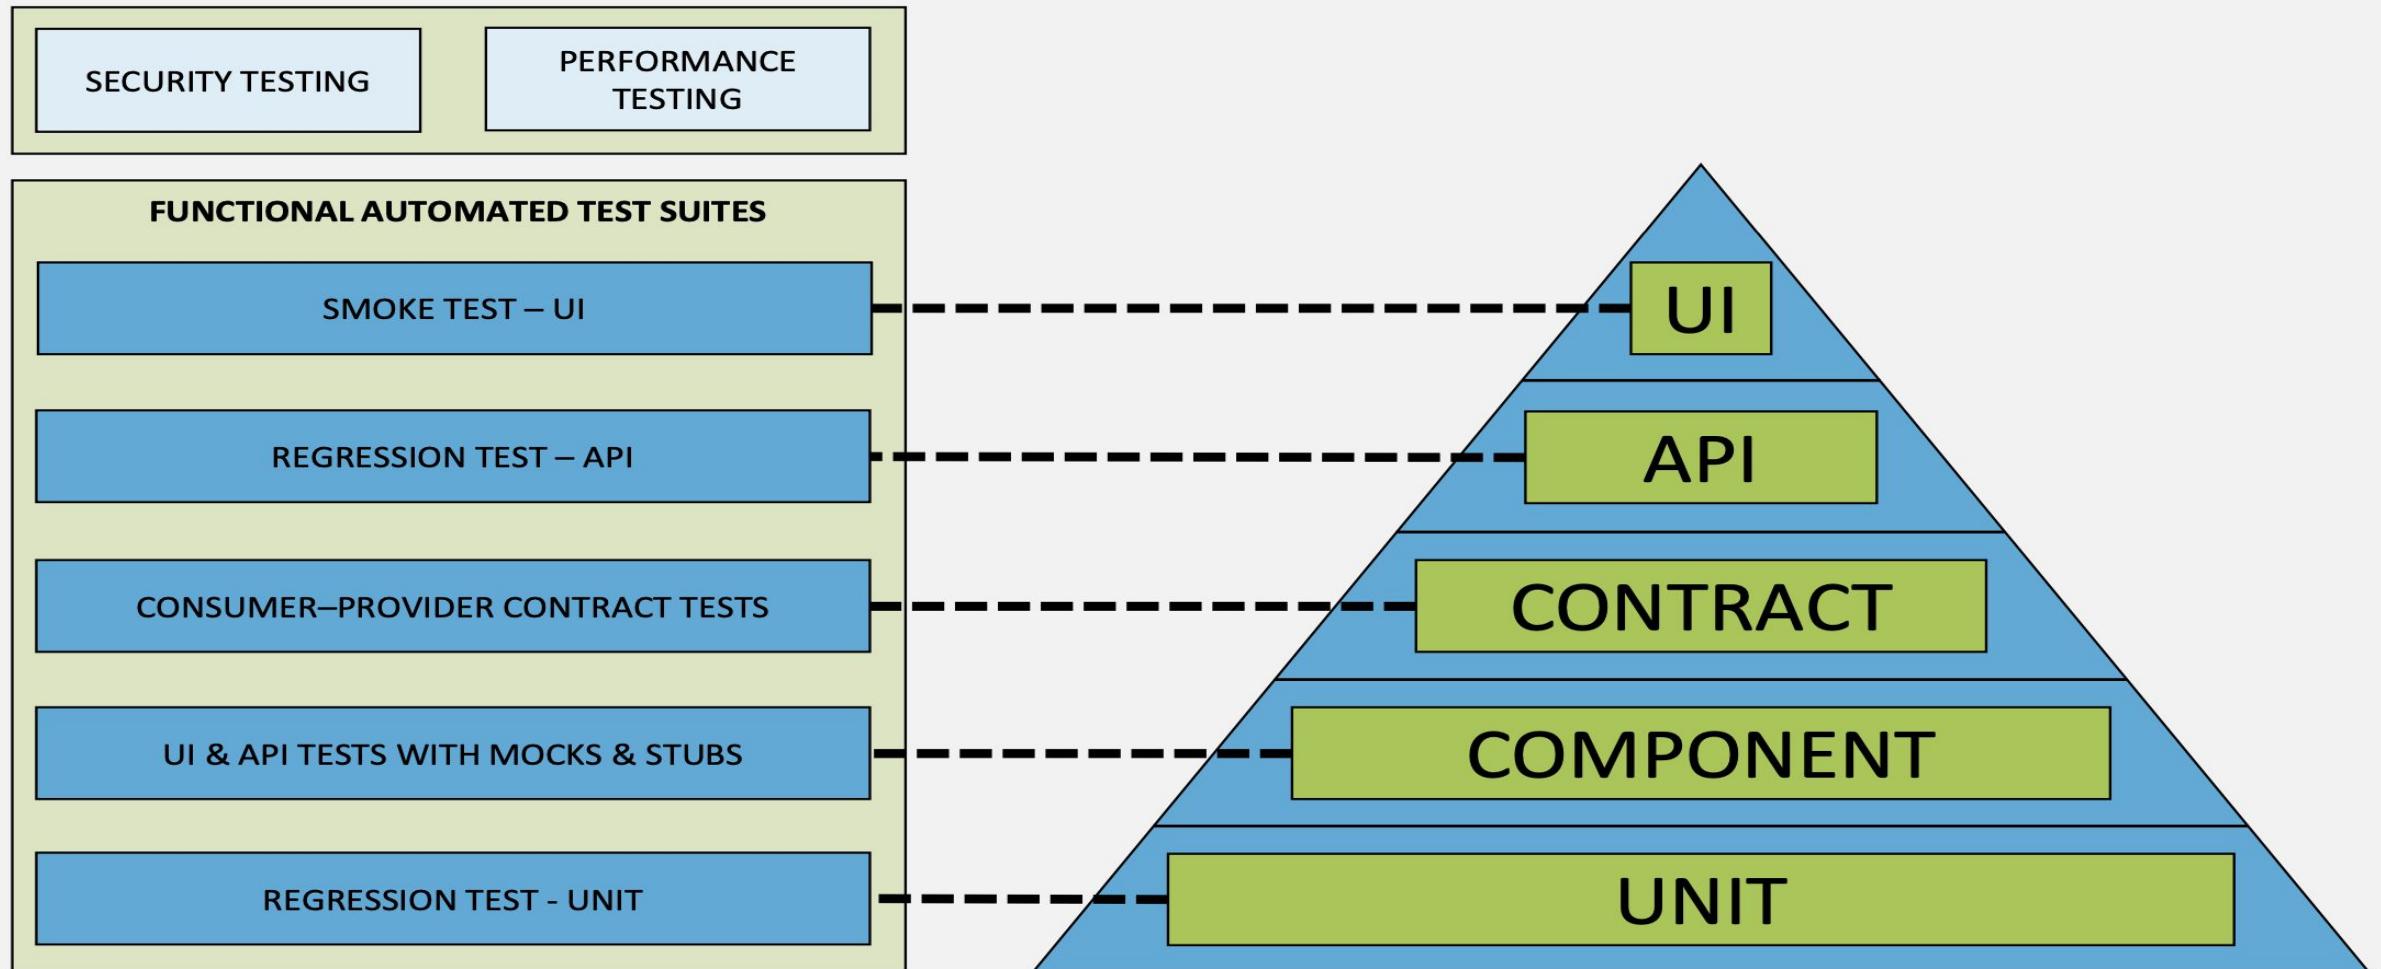 SECURITY TESTING
PERFORMANCE
TESTING
FUNCTIONAL AUTOMATED TEST SUITES
SMOKE TEST – UI
UI
REGRESSION TEST – API
API
CONSUMER–PROVIDER CONTRACT TESTS
CONTRACT
UI & API TESTS WITH MOCKS & STUBS
COMPONENT
REGRESSION TEST - UNIT
UNIT